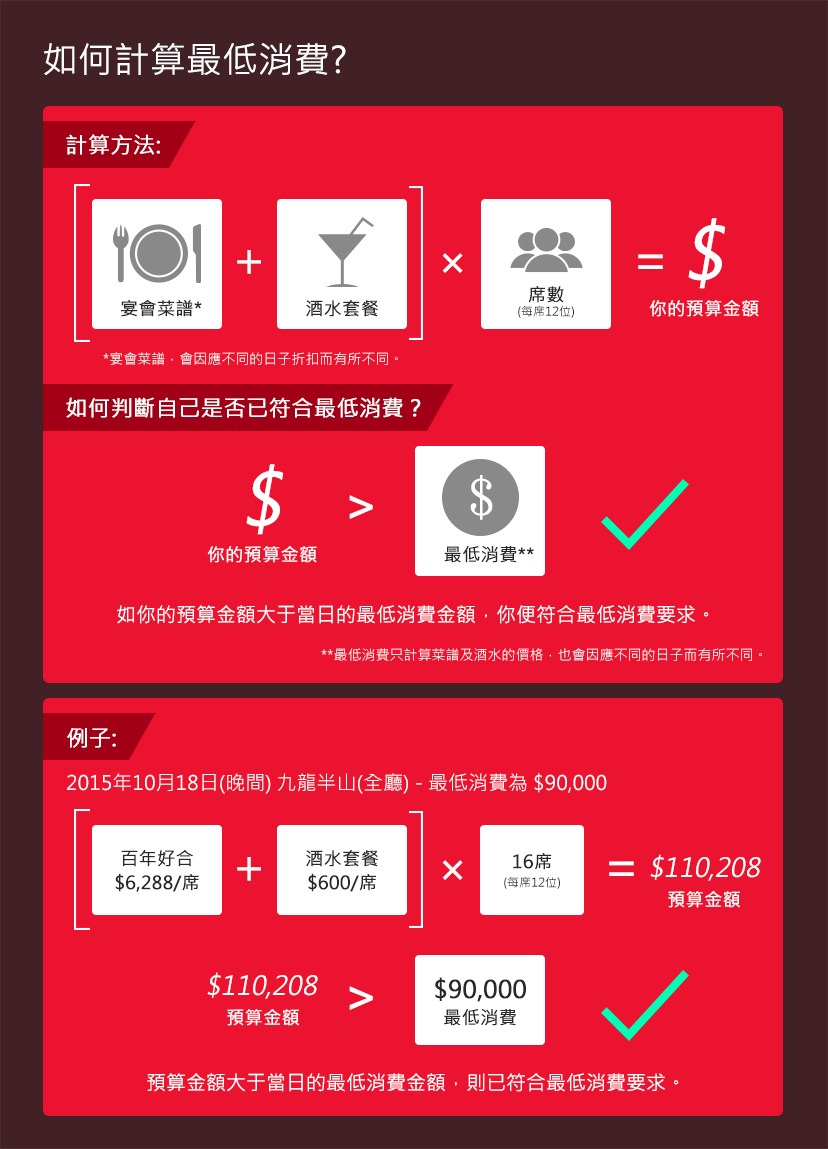 如何計算最低消費?
計算方法:
[
+
]
×
=
$
宴會菜譜*
酒水套餐
席數
(每席12位)
你的預算金額
*宴會菜譜，會因應不同的日子折扣而有所不同。
如何判斷自己是否已符合最低消費？
$
>
$
你的預算金額
最低消費**
如你的預算金額大于當日的最低消費金額，你便符合最低消費要求。
**最低消費只計算菜譜及酒水的價格，也會因應不同的日子而有所不同。
例子:
2015年10月18日(晚間) 九龍半山(全廳) - 最低消費為 $90,000
[
百年好合
$6,288/席
+
酒水套餐
$600/席
]
×
16席
(每席12位)
=
$110,208
預算金額
$110,208
預算金額
>
$90,000
最低消費
預算金額大于當日的最低消費金額，則已符合最低消費要求。